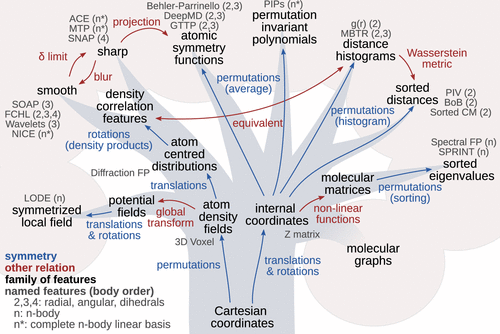 Behler-Parrinello (2,3)
DeepMD (2,3)
GTTP (2,3)
atomic
symmetry
functions
PIPs (n*)
permutation
invariant
polynomials
g(r) (2)
MBTR (2,3)
distance
histograms
Wasserstein
metric
ACE (n*)
MTP (n*)
SNAP (4)
projection
δ limit
sharp
blur
smooth
SOAP (3)
FCHL (2,3,4)
Wavelets (3)
NICE (n*)
density
correlation
features
permutations
(average)
permutations
(histogram)
sorted
distances
PIV (2)
BoB (2)
Sorted CM (2)
equivalent
rotations
(density products)
atom
centred
distributions
Diffraction FP
translations
Spectral FP (n)
SPRINT (n)
sorted
eigenvalues
molecular
matrices
permutations
(sorting)
LODE (n)
symmetrized
local field
potential
fields
translations
& rotations
global
transform
atom
density
fields
3D Voxel
internal
coordinates
Z matrix
non-linear
functions
molecular
graphs
permutations
translations
& rotations
Cartesian
coordinates
symmetry
other relation
family of features
named features (body order)
2,3,4: radial, angular, dihedrals
n: n-body
n*: complete n-body linear basis